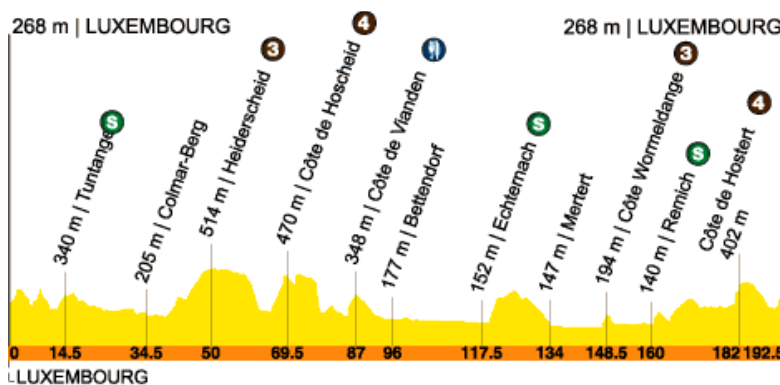 268 m | LUXEMBOURG
268 m | LUXEMBOURG
340 m | Tuntange
S
205 m | Colmar-Berg
514 m | Heiderscheid
3
470 m | Côte de Hoscheid
4
348 m | Côte de Vianden
177 m | Bettendorf
152 m | Echternach
S
147 m | Mertert
194 m | Côte Wormeldange
3
140 m | Remich
S
Côte de Hostert
402 m
4
0 14.5 34.5 50 69.5 87 96 117.5 134 148.5 160 182 192.8
LUXEMBOURG